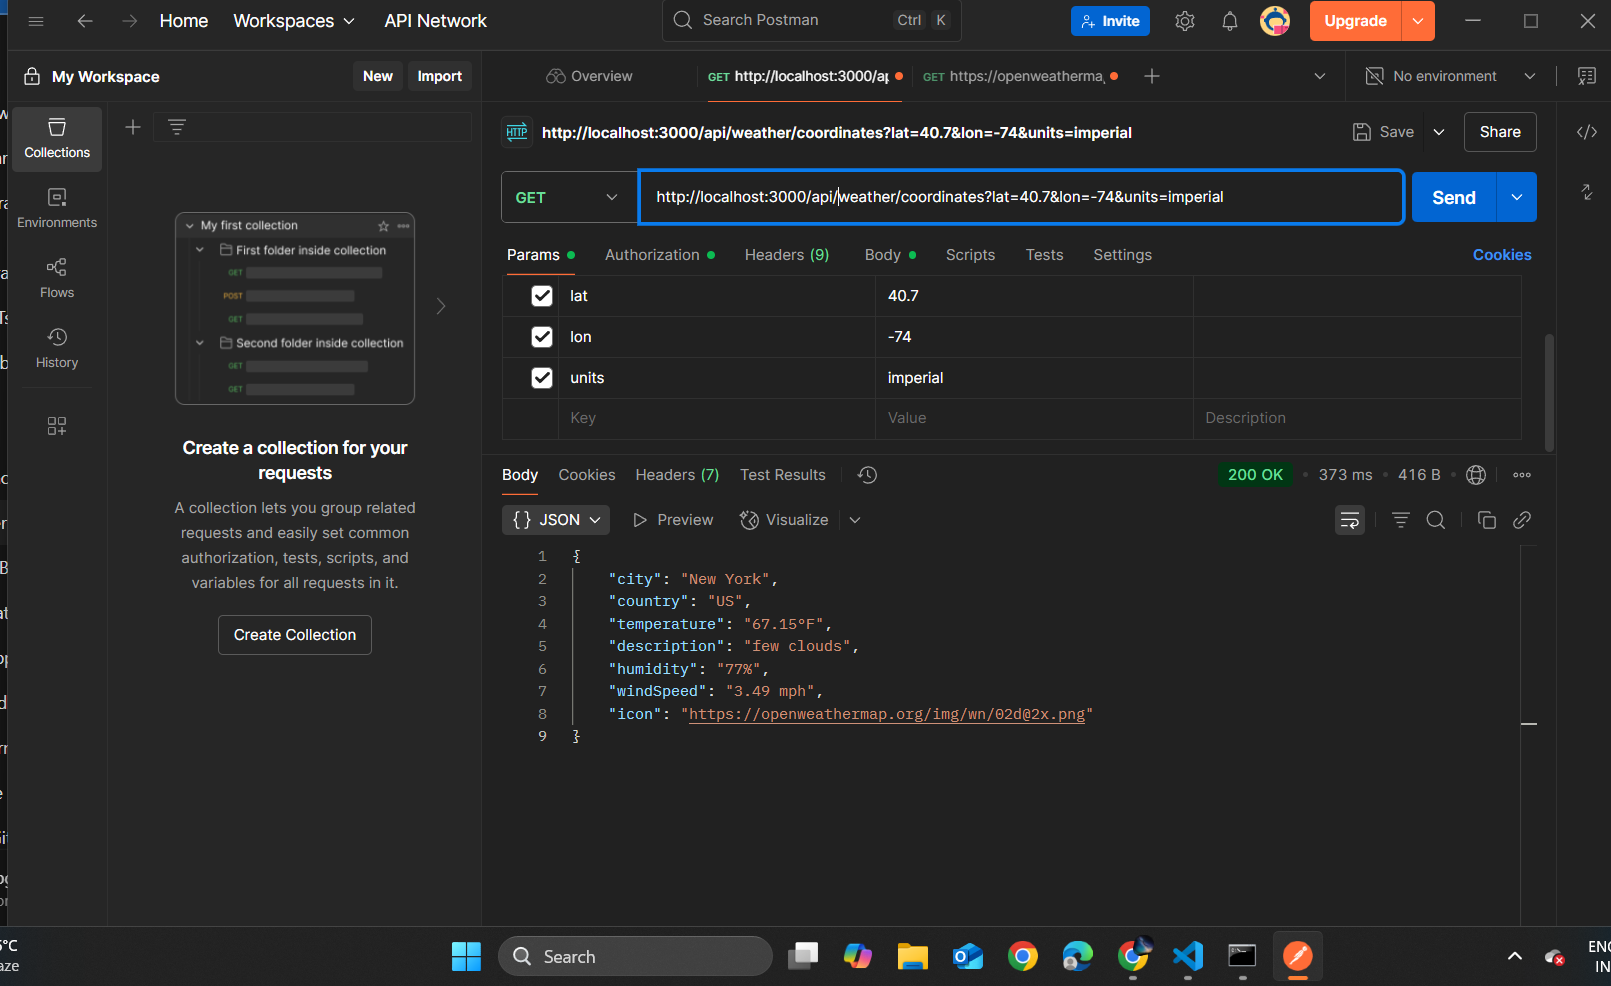 Home
Workspaces
API Network
Search Postman
Ctrl
K
Invite
Upgrade
My Workspace
New
Import
Overview
GET http://localhost:3000/ap
GET https://openweatherma
No environment
Collections
Environments
Flows
History
My first collection
First folder inside collection
GET
POST
GET
Second folder inside collection
GET
GET
Create a collection for your
requests
A collection lets you group related
requests and easily set common
authorization, tests, scripts, and
variables for all requests in it.
Create Collection
HTTP
http://localhost:3000/api/weather/coordinates?lat=40.7&lon=-74&units=imperial
Save
Share
GET
http://localhost:3000/api/weather/coordinates?lat=40.7&lon=-74&units=imperial
Send
Params
Authorization
Headers (9)
Body
Scripts
Tests
Settings
Cookies
lat 40.7
lon -74
units imperial
Key Value Description
Body
Cookies
Headers (7)
Test Results
200 OK
373 ms
416 B
{} JSON
Preview
Visualize
1 {
2 "city": "New York",
3 "country": "US",
4 "temperature": "67.15°F",
5 "description": "few clouds",
6 "humidity": "77%",
7 "windSpeed": "3.49 mph",
8 "icon": "https://openweathermap.org/img/wn/02d@2x.png"
9 }
Search
ENG
IN